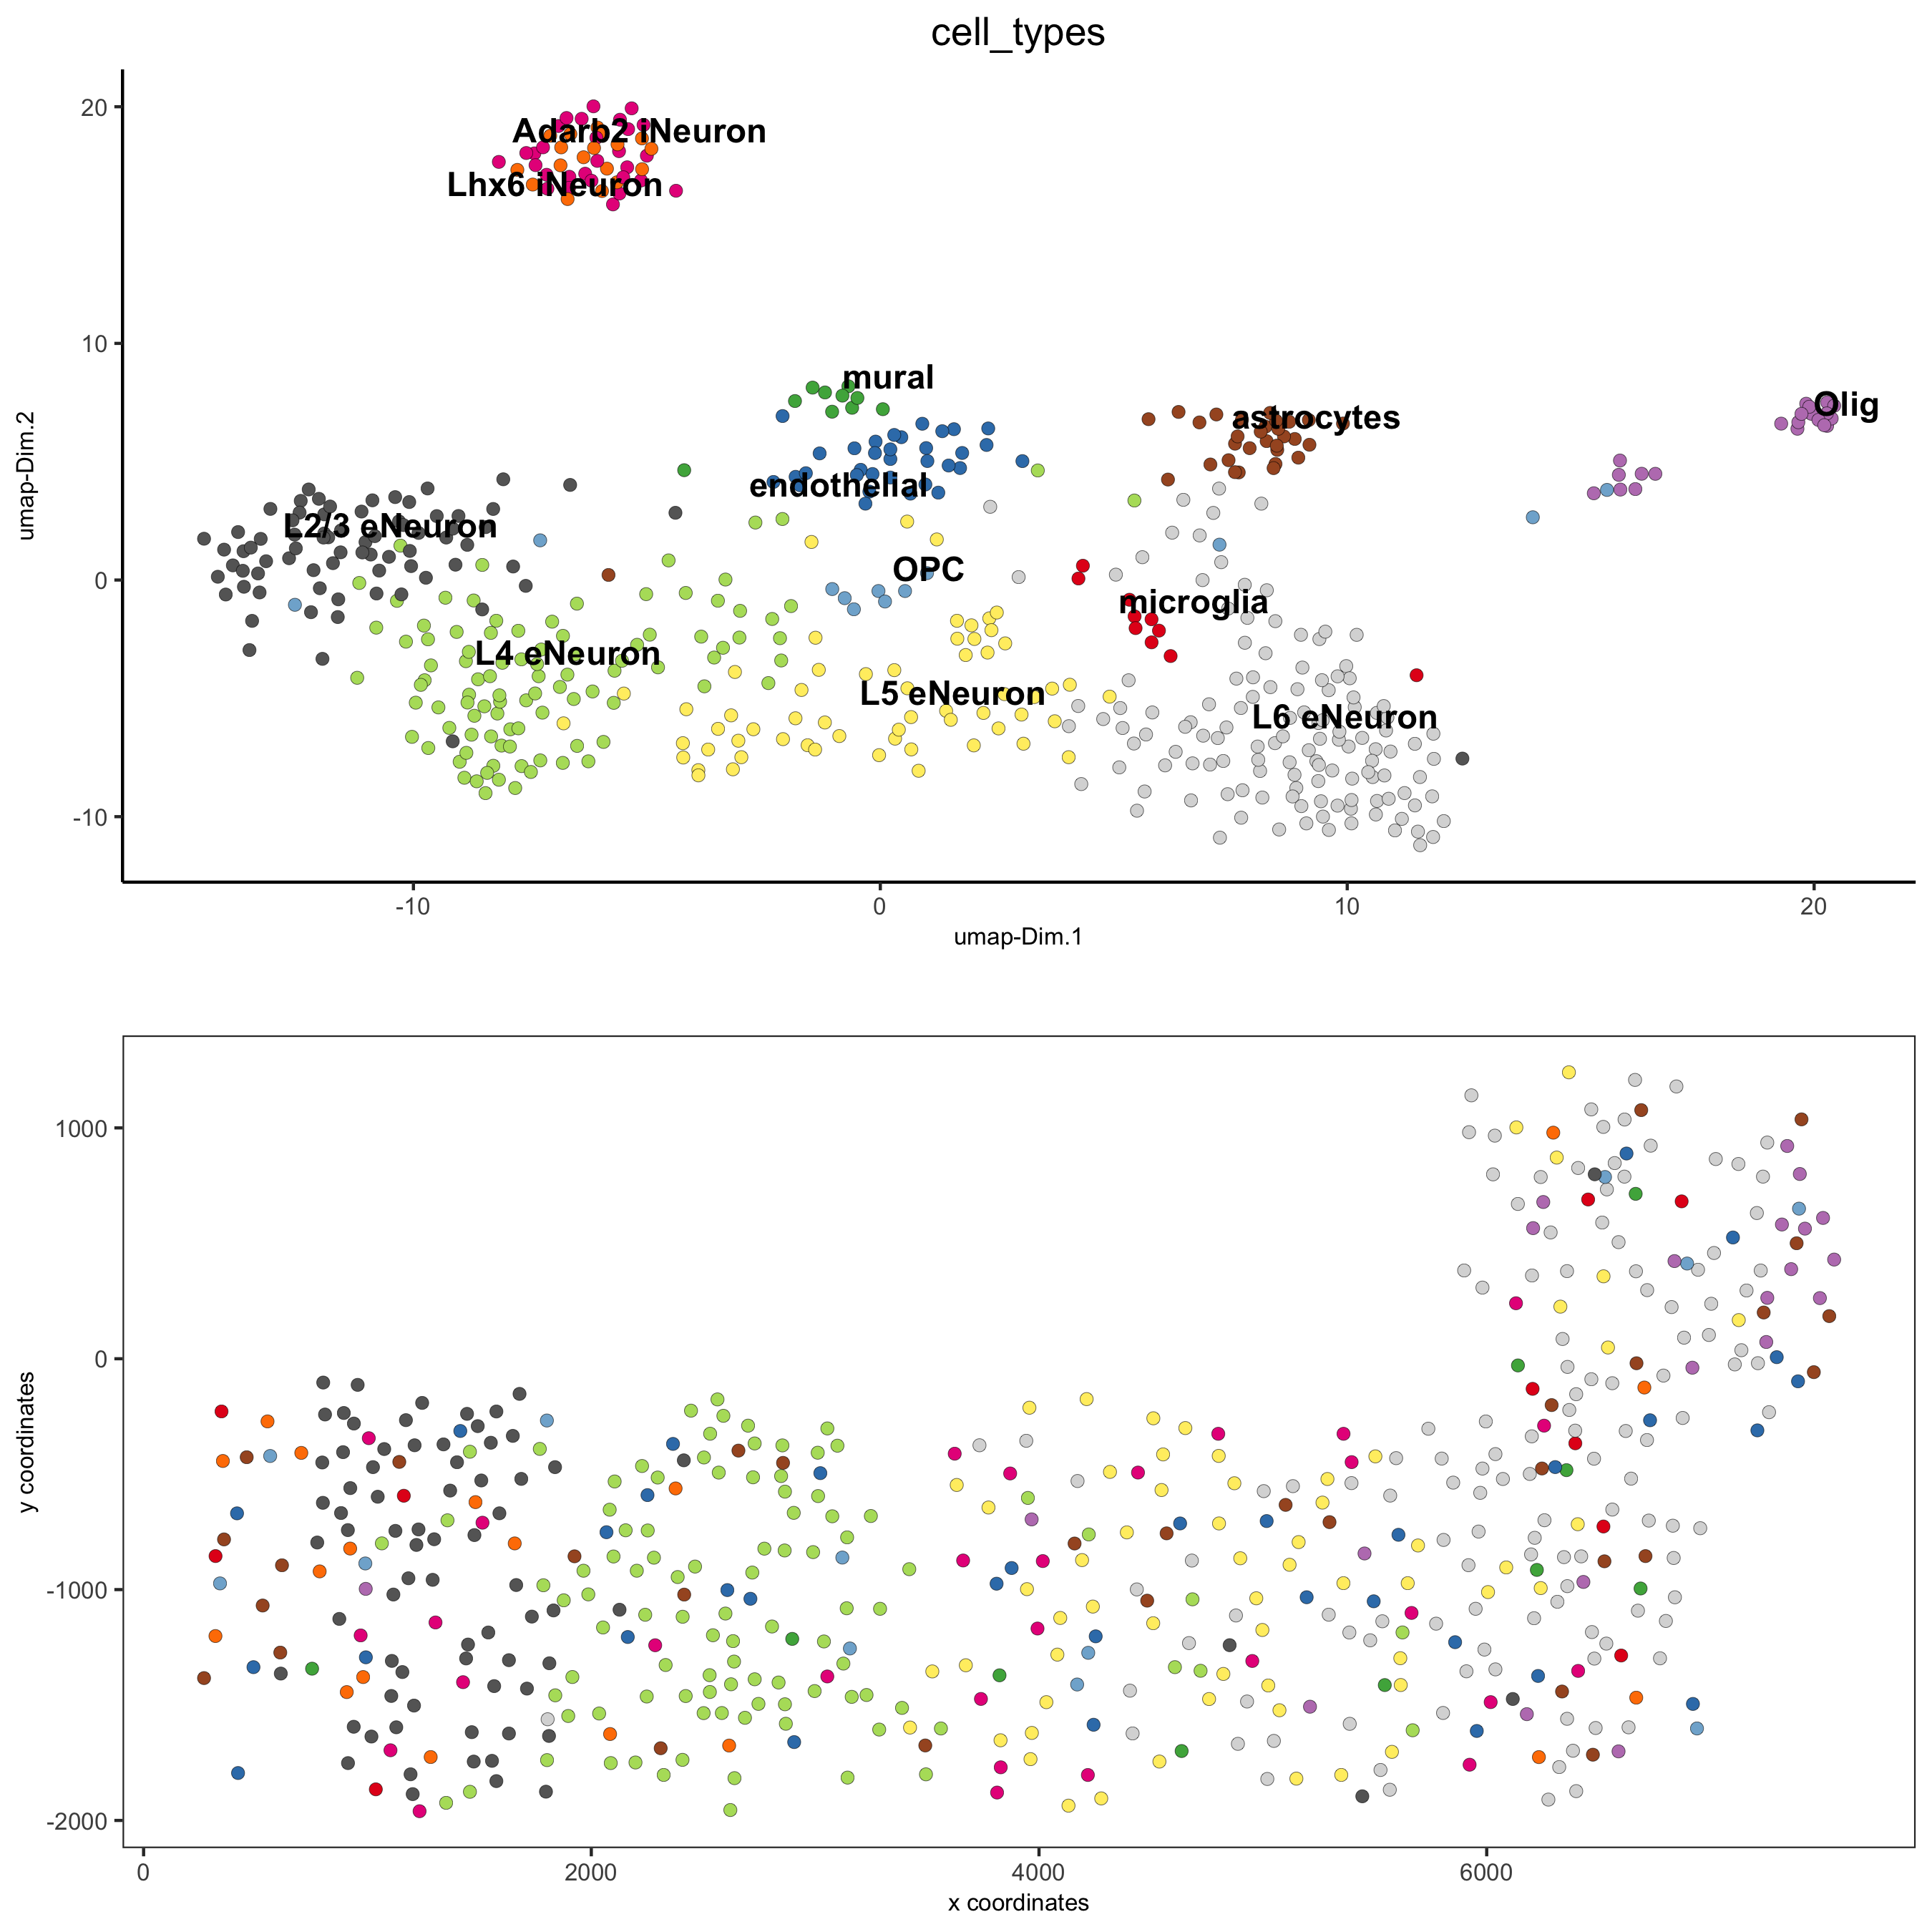 cell_types
20
Adarb2 iNeuron
Lhx6 iNeuron
10
mural
astrocytes
Olig
umap-Dim.2
endothelial
L2/3 eNeuron
0
OPC
microglia
L4 eNeuron
L5 eNeuron
L6 eNeuron
-10
-10 0 10 20
umap-Dim.1
1000
0
y coordinates
-1000
-2000
0 2000 4000 6000
x coordinates